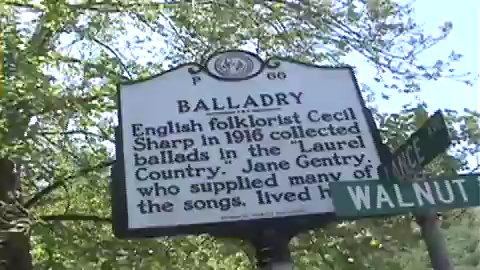 P 66
BALLADRY
English folklorist Cecil
Sharp in 1916 collected
ballads in the "Laurel
Country." Jane Gentry,
who supplied many of
the songs, lived
WALNUT